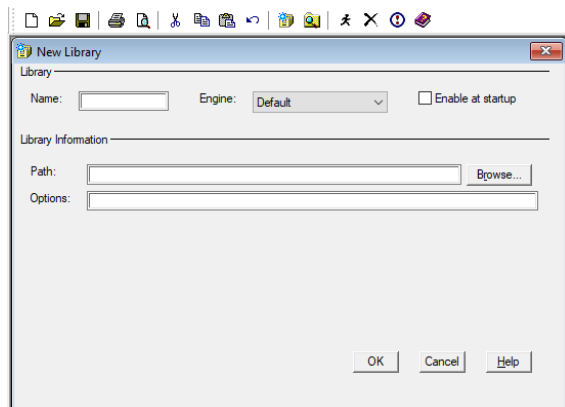 New Library
Library
Name: Engine: Default Enable at startup
Library Information
Path: Browse...
Options:
OK Cancel Help